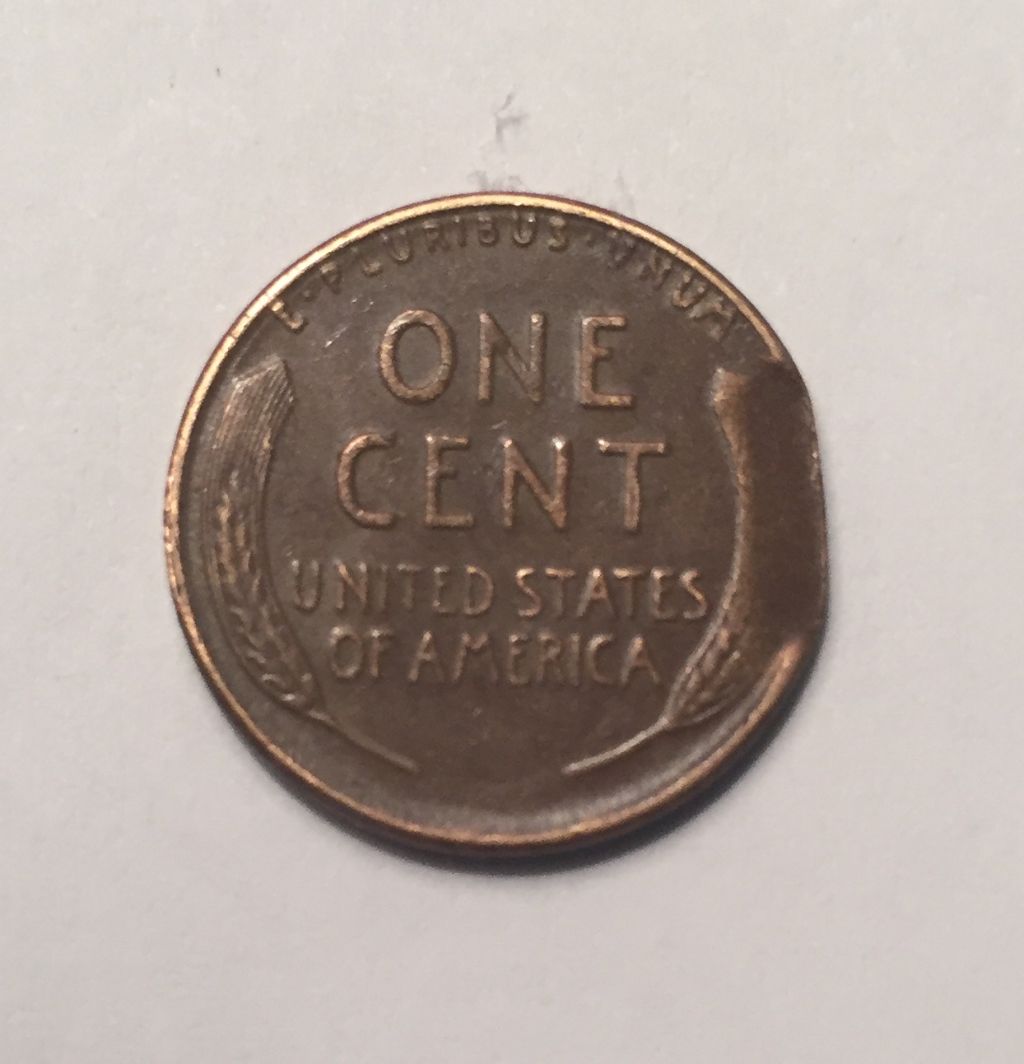 E·PLURIBUS·UNUM
ONE
CENT
UNITED STATES
OF AMERICA